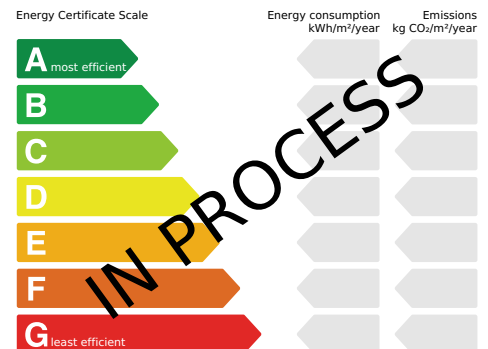 Energy Certificate Scale
Energy consumption
kWh/m²/year
Emissions
kg CO₂/m²/year
A most efficient
B
C
D
E
F
G least efficient
IN PROCESS